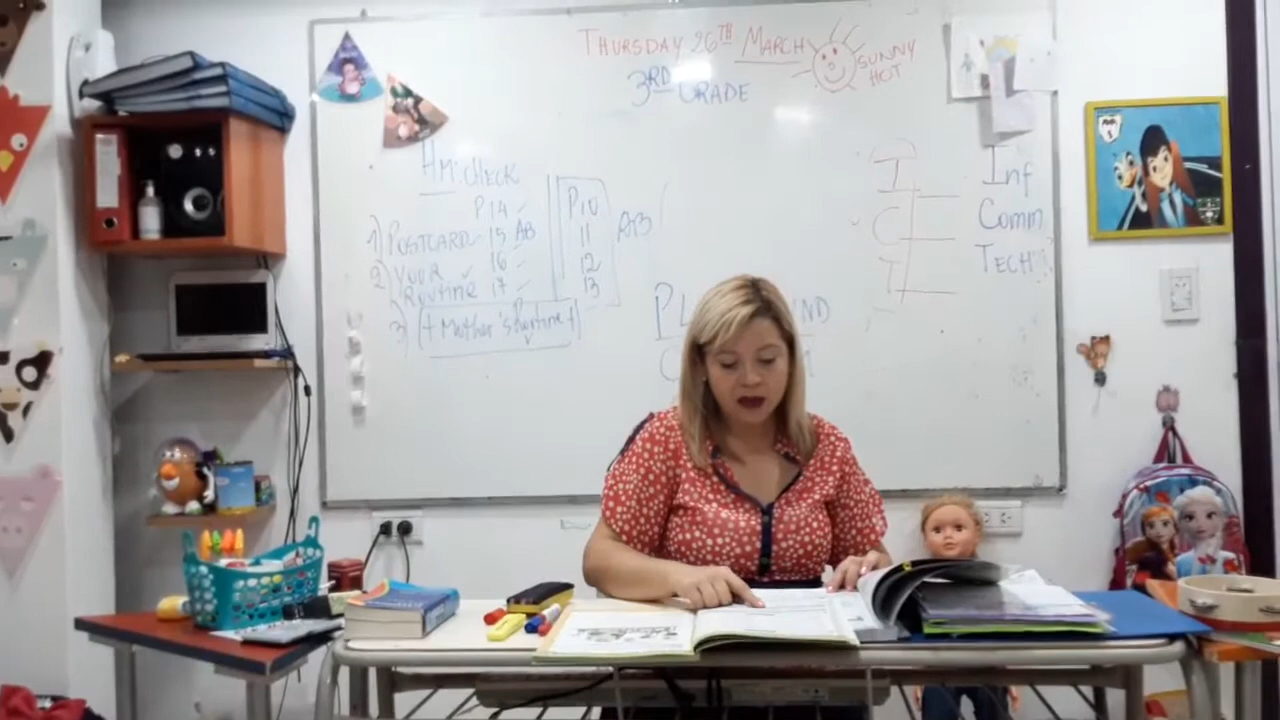 THURSDAY 26TH MARCH
SUNNY
HOT
3RD GRADE
HM: CHECK
P 14 ✓
1) POSTCARD 15 AB
2) YOUR ✓ 16 ✓
ROUTINE 17 ✓
3) Mother's Routine
P10
11
12
13
AB
I
C
T
Inf
Comm
TECH